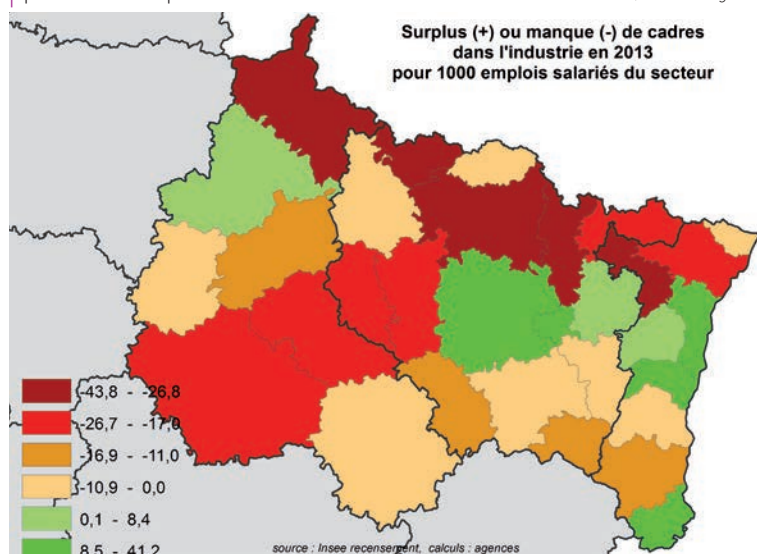 Surplus (+) ou manque (-) de cadres
dans l'industrie en 2013
pour 1000 emplois salariés du secteur
-43,8 - -26,8
-26,7 - -17,0
-16,9 - -11,0
-10,9 - 0,0
0,1 - 8,4
8,5 - 41,2
source : Insee recensement, calculs : agences